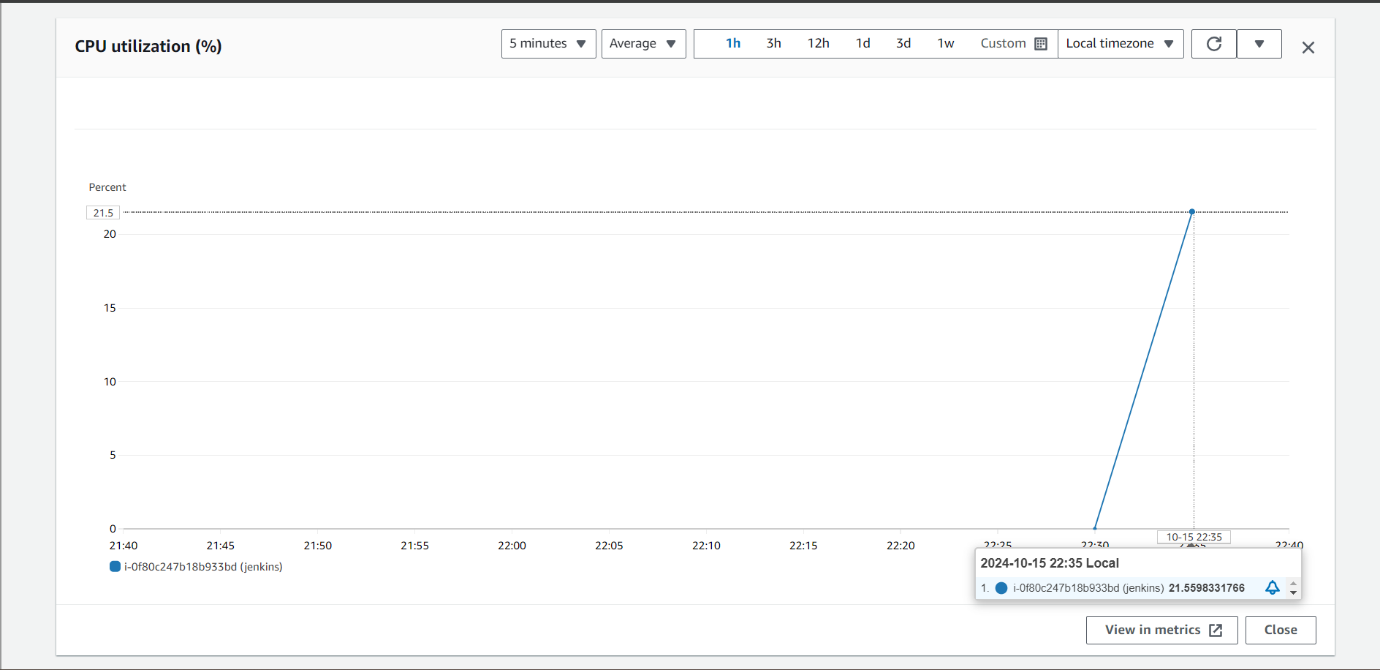 CPU utilization (%)
5 minutes
Average
1h 3h 12h 1d 3d 1w Custom
Local timezone
Percent
21.5
20
15
10
5
0
21:40 21:45 21:50 21:55 22:00 22:05 22:10 22:15 22:20 22:25 22:30 22:40
10-15 22:35
i-0f80c247b18b933bd (jenkins)
2024-10-15 22:35 Local
1. i-0f80c247b18b933bd (jenkins) 21.5598331766
View in metrics
Close